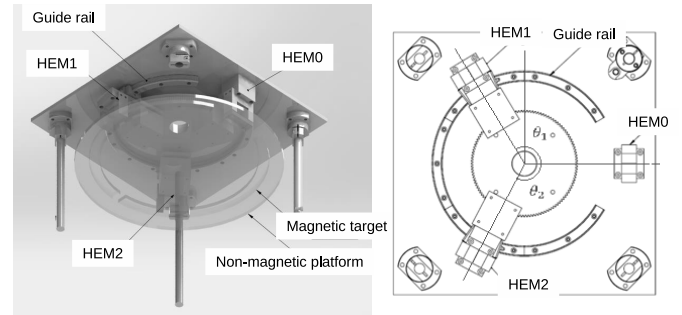 Guide rail
HEM1
HEM0
HEM2
Magnetic target
Non-magnetic platform
HEM1
Guide rail
HEM0
θ1
θ2
HEM2